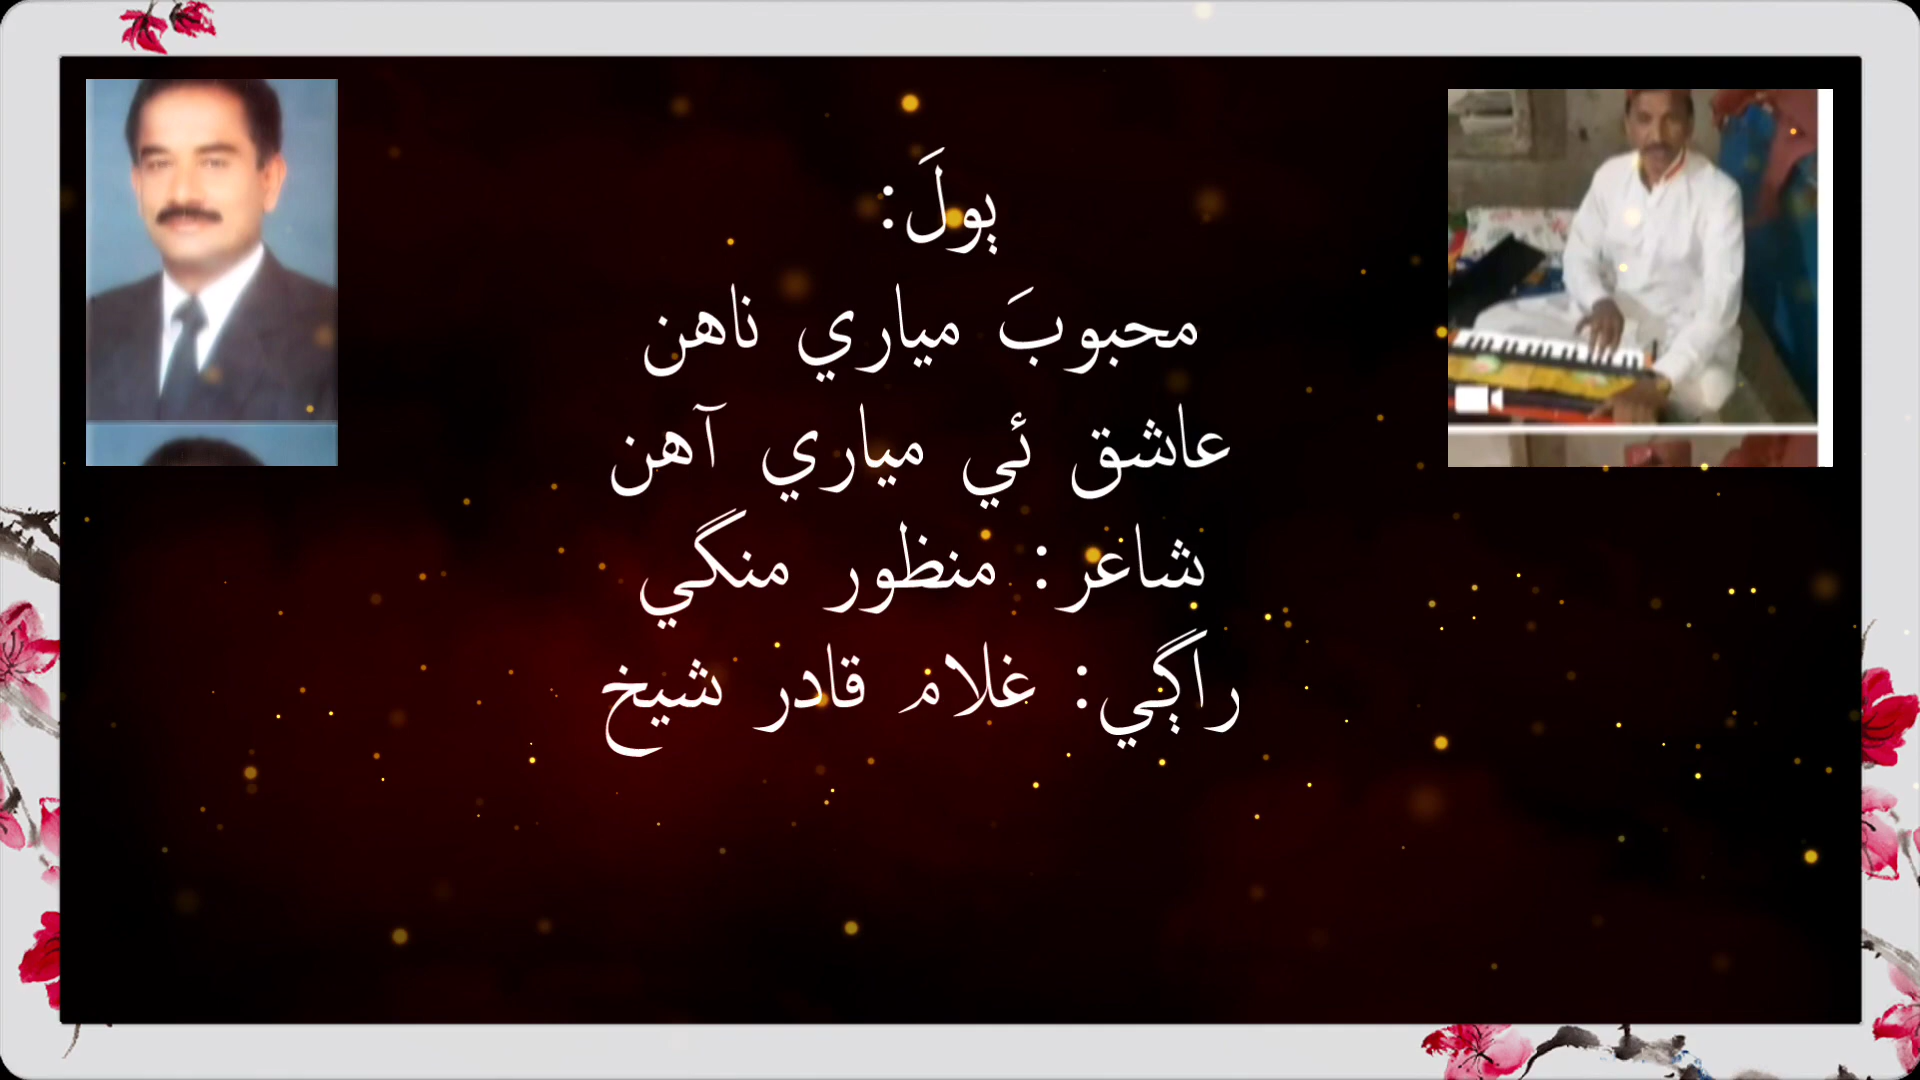 ٻولَ:
محبوبَ مياري ناهن
عاشق ئي مياري آهن
شاعر: منظور منگي
راڳي: غلام قادر شيخ